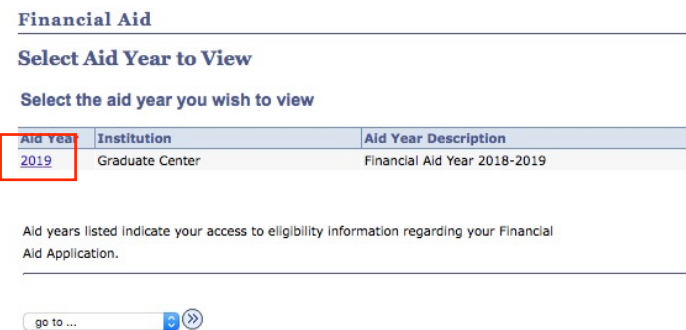 Financial Aid
Select Aid Year to View
Select the aid year you wish to view
Aid Year Institution Aid Year Description
2019 Graduate Center Financial Aid Year 2018-2019
Aid years listed indicate your access to eligibility information regarding your Financial
Aid Application.
go to ...